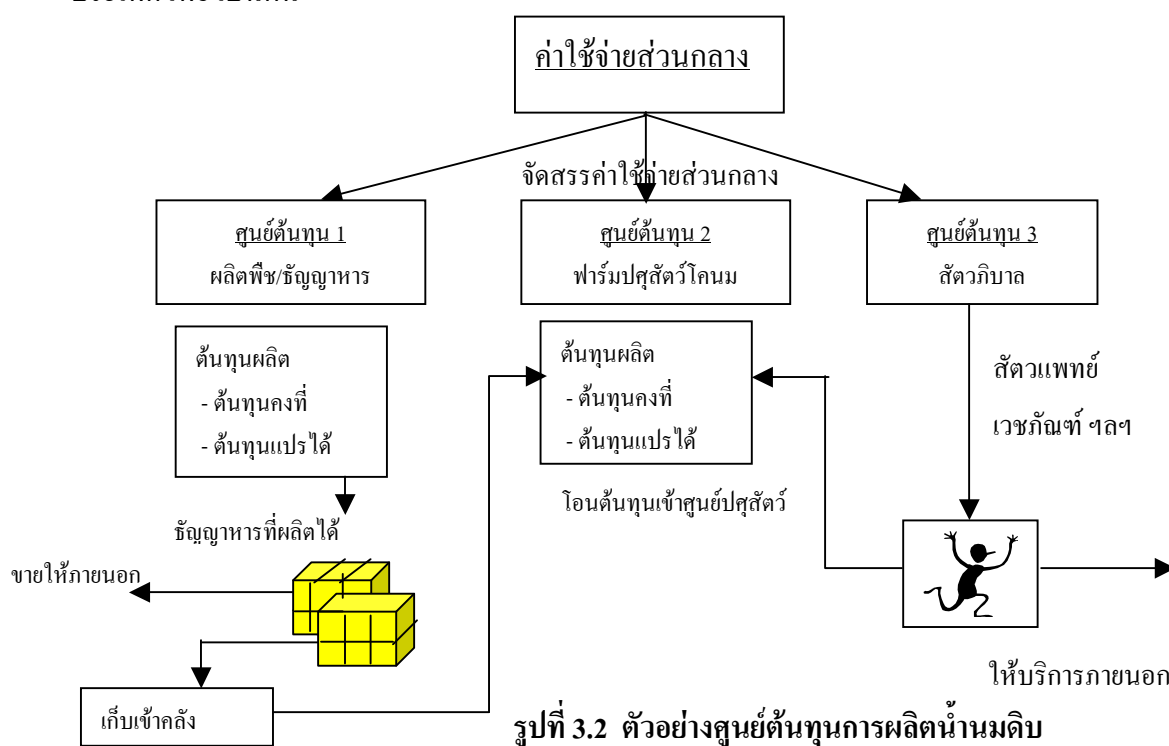 ค่าใช้จ่ายส่วนกลาง
จัดสรรค่าใช้จ่ายส่วนกลาง
ศูนย์ต้นทุน 1
ผลิตพืช/ธัญญาหาร
ศูนย์ต้นทุน 2
ฟาร์มปศุสัตว์โคนม
ศูนย์ต้นทุน 3
สัตวภิบาล
ต้นทุนผลิต
- ต้นทุนคงที่
- ต้นทุนแปรได้
ต้นทุนผลิต
- ต้นทุนคงที่
- ต้นทุนแปรได้
สัตวแพทย์
เวชภัณฑ์ ฯลฯ
โอนต้นทุนเข้าศูนย์ปศุสัตว์
ธัญญาหารที่ผลิตได้
ขายให้ภายนอก
ให้บริการภายนอก
เก็บเข้าคลัง
รูปที่ 3.2 ตัวอย่างศูนย์ต้นทุนการผลิตน้ำนมดิบ